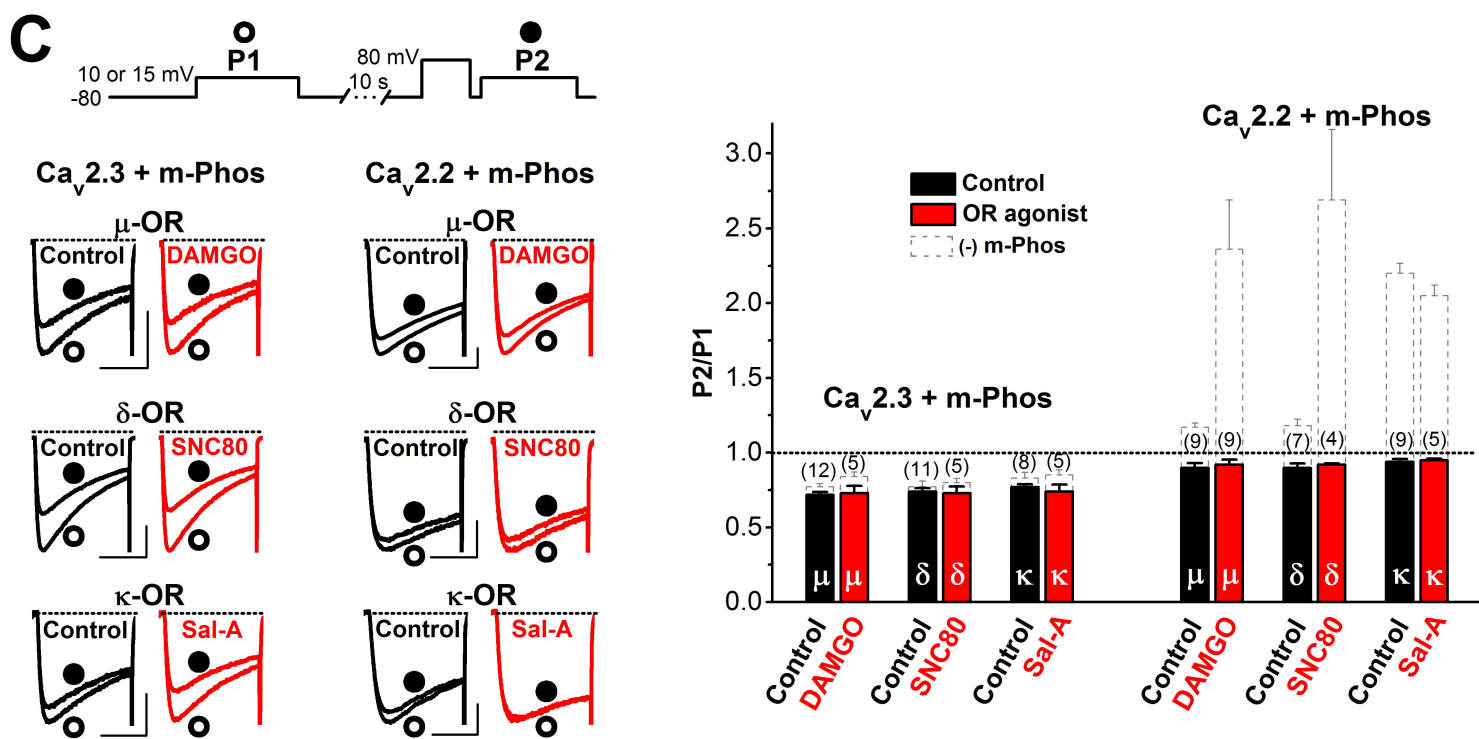 C
P1
P2
80 mV
10 or 15 mV
10 s
-80
Cav2.3 + m-Phos
Cav2.2 + m-Phos
μ-OR
μ-OR
Control
DAMGO
Control
DAMGO
δ-OR
δ-OR
Control
SNC80
Control
SNC80
κ-OR
κ-OR
Control
Sal-A
Control
Sal-A
P2/P1
3.0
2.5
2.0
1.5
1.0
0.5
0.0
Control
OR agonist
(-) m-Phos
Cav2.2 + m-Phos
Cav2.3 + m-Phos
(12)
(5)
(11)
(5)
(8)
(5)
(9)
(9)
(7)
(4)
(9)
(5)
μ
μ
δ
δ
κ
κ
μ
μ
δ
δ
κ
κ
Control
DAMGO
Control
SNC80
Control
Sal-A
Control
DAMGO
Control
SNC80
Control
Sal-A